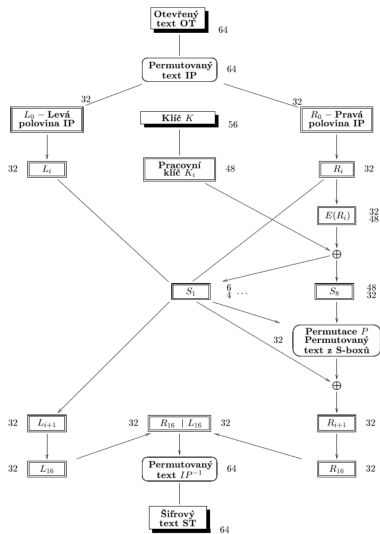 Otevřený
text OT
64
Permutovaný
text IP
64
32
32
L₀ – Levá
polovina IP
Klíč K
56
R₀ – Pravá
polovina IP
32
Lᵢ
Pracovní
klíč Kᵢ
48
Rᵢ
32
E(Rᵢ)
32
48
⊕
S₁
6
4 ...
S₈
48
32
32
Permutace P
Permutovaný
text z S-boxů
⊕
32
Lᵢ₊₁
32
R₁₆ | L₁₆
32
Rᵢ₊₁
32
32
L₁₆
Permutovaný
text IP⁻¹
64
R₁₆
32
Šifrový
text ST
64